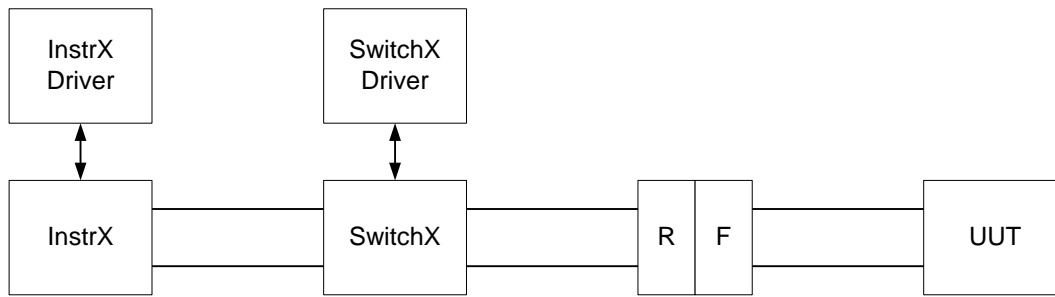 InstrX
Driver
SwitchX
Driver
InstrX
SwitchX
R
F
UUT